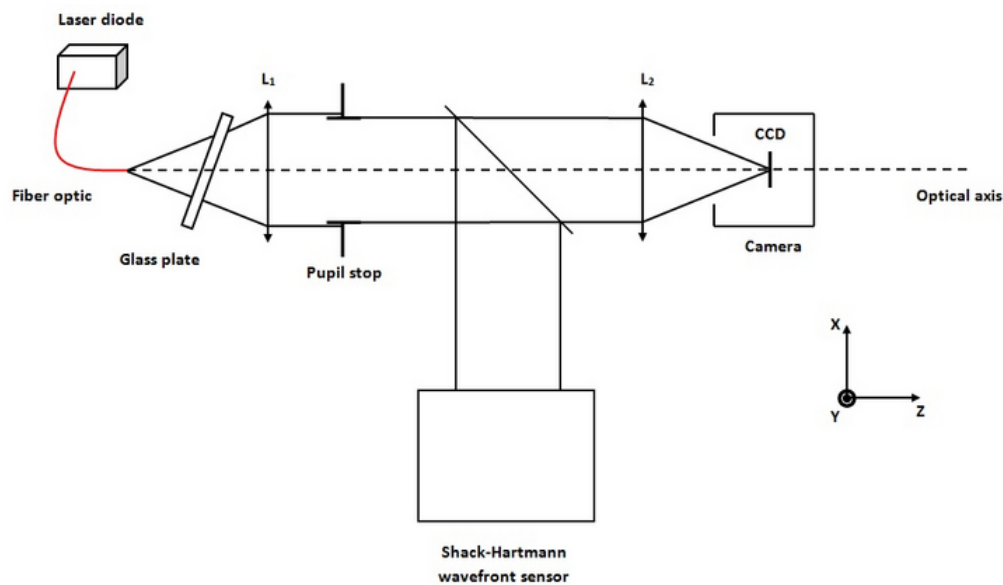 Laser diode
L₁
L₂
CCD
Fiber optic
Optical axis
Glass plate
Pupil stop
Camera
X
Y
Z
Shack-Hartmann
wavefront sensor